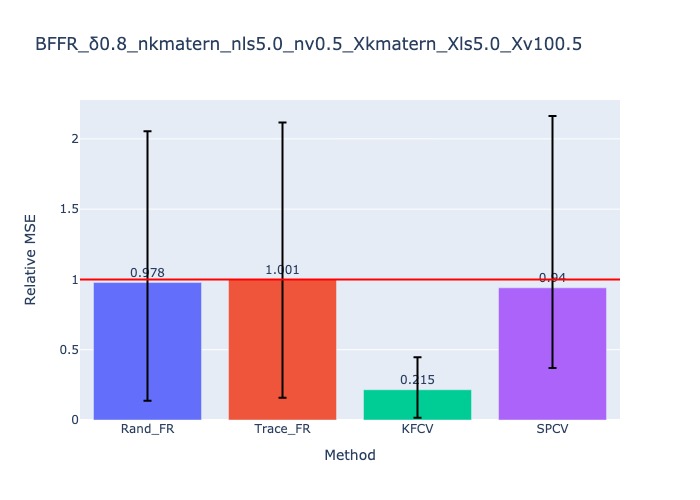 BFFR_δ0.8_nkmatern_nls5.0_nv0.5_Xkmatern_Xls5.0_Xv100.5
2
1.5
1
0.5
0
Relative MSE
0.978
1.001
0.215
0.94
Rand_FR
Trace_FR
KFCV
SPCV
Method